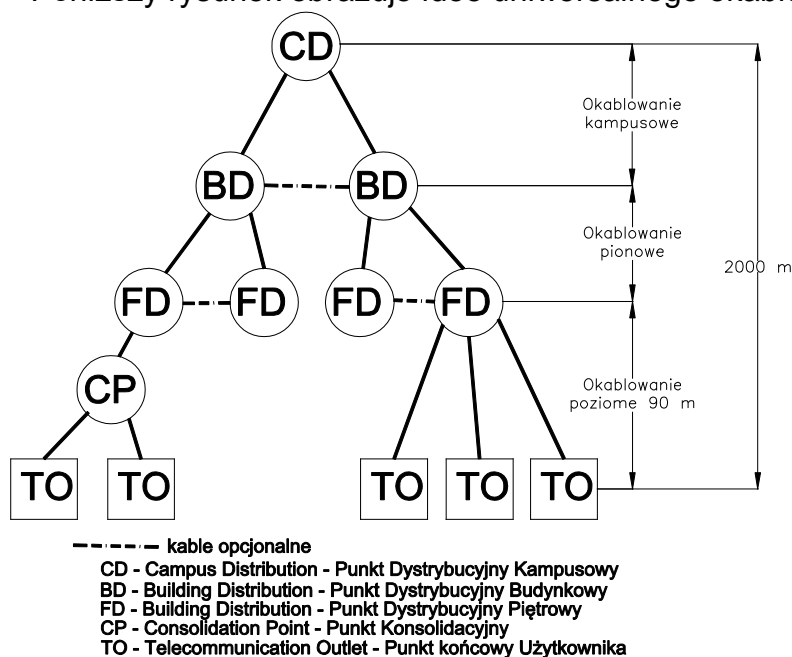 CD
Okablowanie
kampusowe
BD BD
Okablowanie
pionowe
2000 m
FD FD FD FD
Okablowanie
poziome 90 m
CP
TO TO TO TO TO
kable opcjonalne
CD - Campus Distribution - Punkt Dystrybucyjny Kampusowy
BD - Building Distribution - Punkt Dystrybucyjny Budynkowy
FD - Building Distribution - Punkt Dystrybucyjny Piętrowy
CP - Consolidation Point - Punkt Konsolidacyjny
TO - Telecommunication Outlet - Punkt końcowy Użytkownika